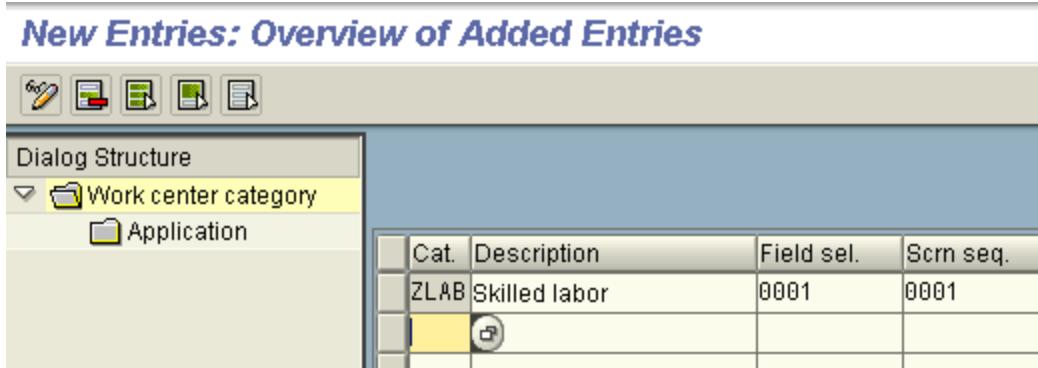 New Entries: Overview of Added Entries
Dialog Structure
Work center category
Application
Cat. Description Field sel. Scrn seq.
ZLAB Skilled labor 0001 0001